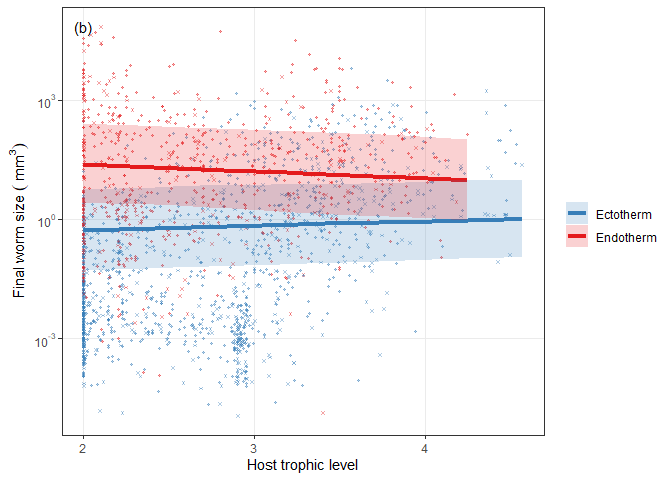 (b)
Final worm size ( mm³)
10³
10⁰
10⁻³
2
3
4
Host trophic level
Ectotherm
Endotherm